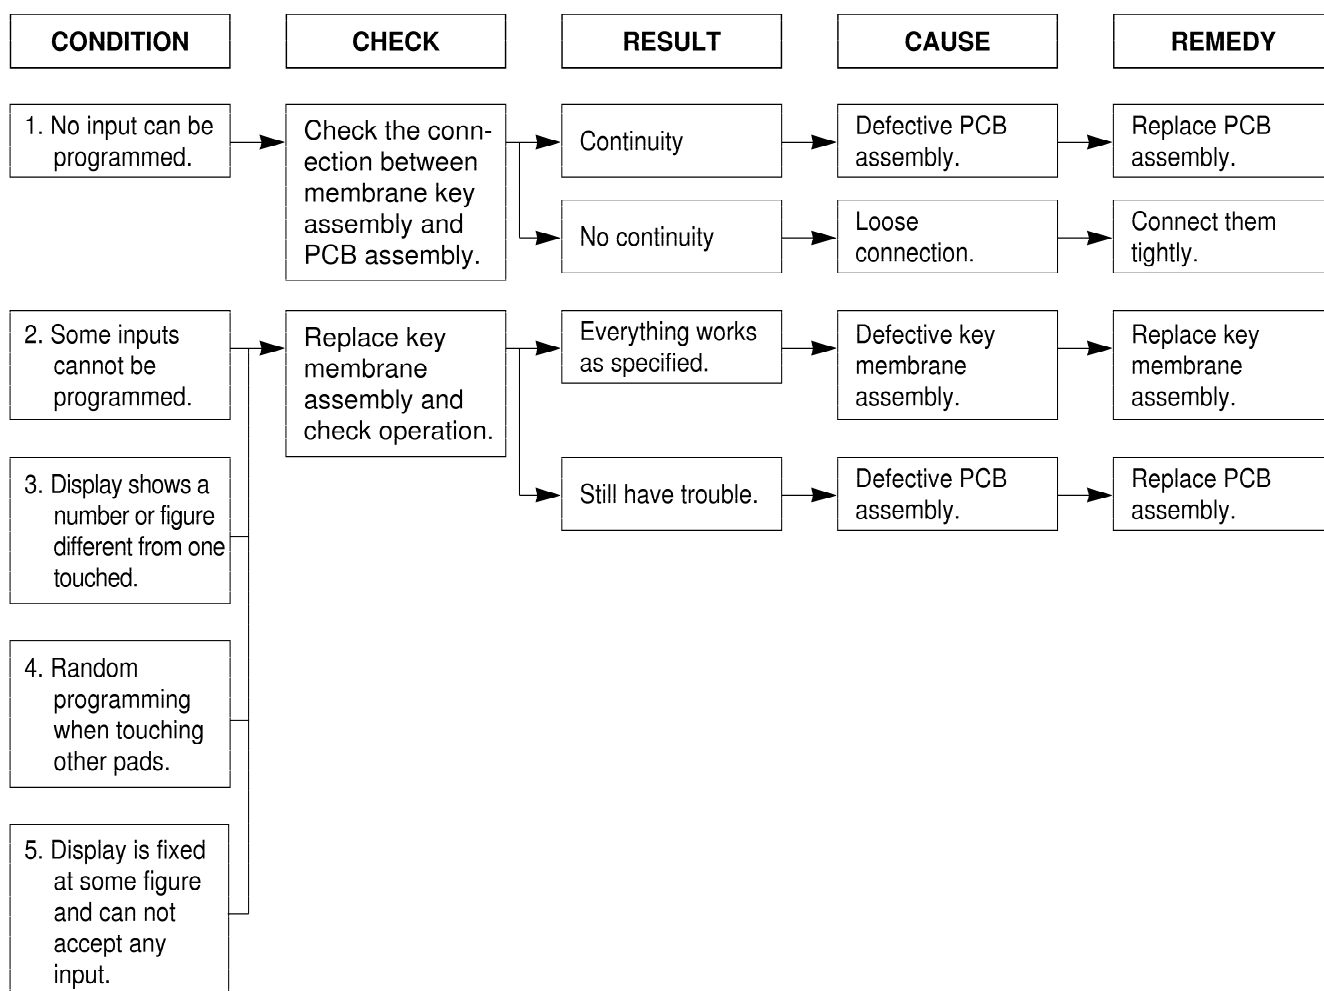 CONDITION
CHECK
RESULT
CAUSE
REMEDY
1. No input can be
programmed.
Check the conn-
ection between
membrane key
assembly and
PCB assembly.
Continuity
Defective PCB
assembly.
Replace PCB
assembly.
No continuity
Loose
connection.
Connect them
tightly.
2. Some inputs
cannot be
programmed.
Replace key
membrane
assembly and
check operation.
Everything works
as specified.
Defective key
membrane
assembly.
Replace key
membrane
assembly.
Still have trouble.
Defective PCB
assembly.
Replace PCB
assembly.
3. Display shows a
number or figure
different from one
touched.
4. Random
programming
when touching
other pads.
5. Display is fixed
at some figure
and can not
accept any
input.